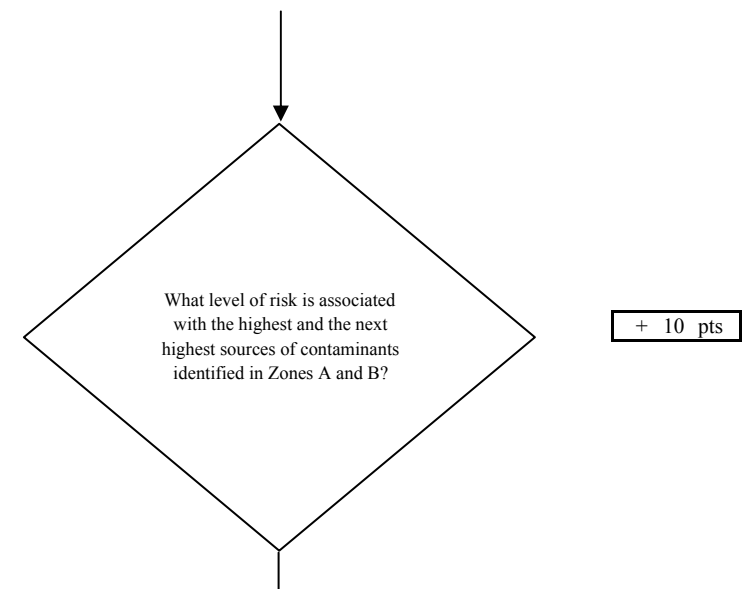 What level of risk is associated
with the highest and the next
highest sources of contaminants
identified in Zones A and B?
+ 10 pts